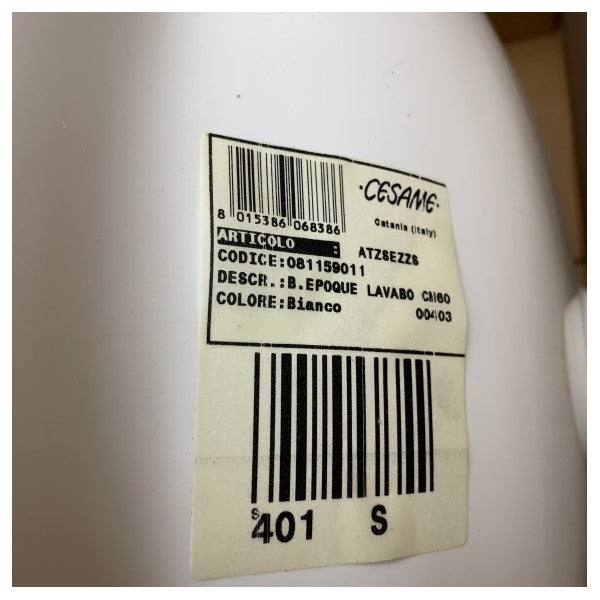 8 015386 068386
·CESAME·
Catania (Italy)
ARTICOLO : ATZSEZZS
CODICE:081159011
DESCR.:B.EPOQUE LAVABO CM60
COLORE:Bianco 00403
S
401 S